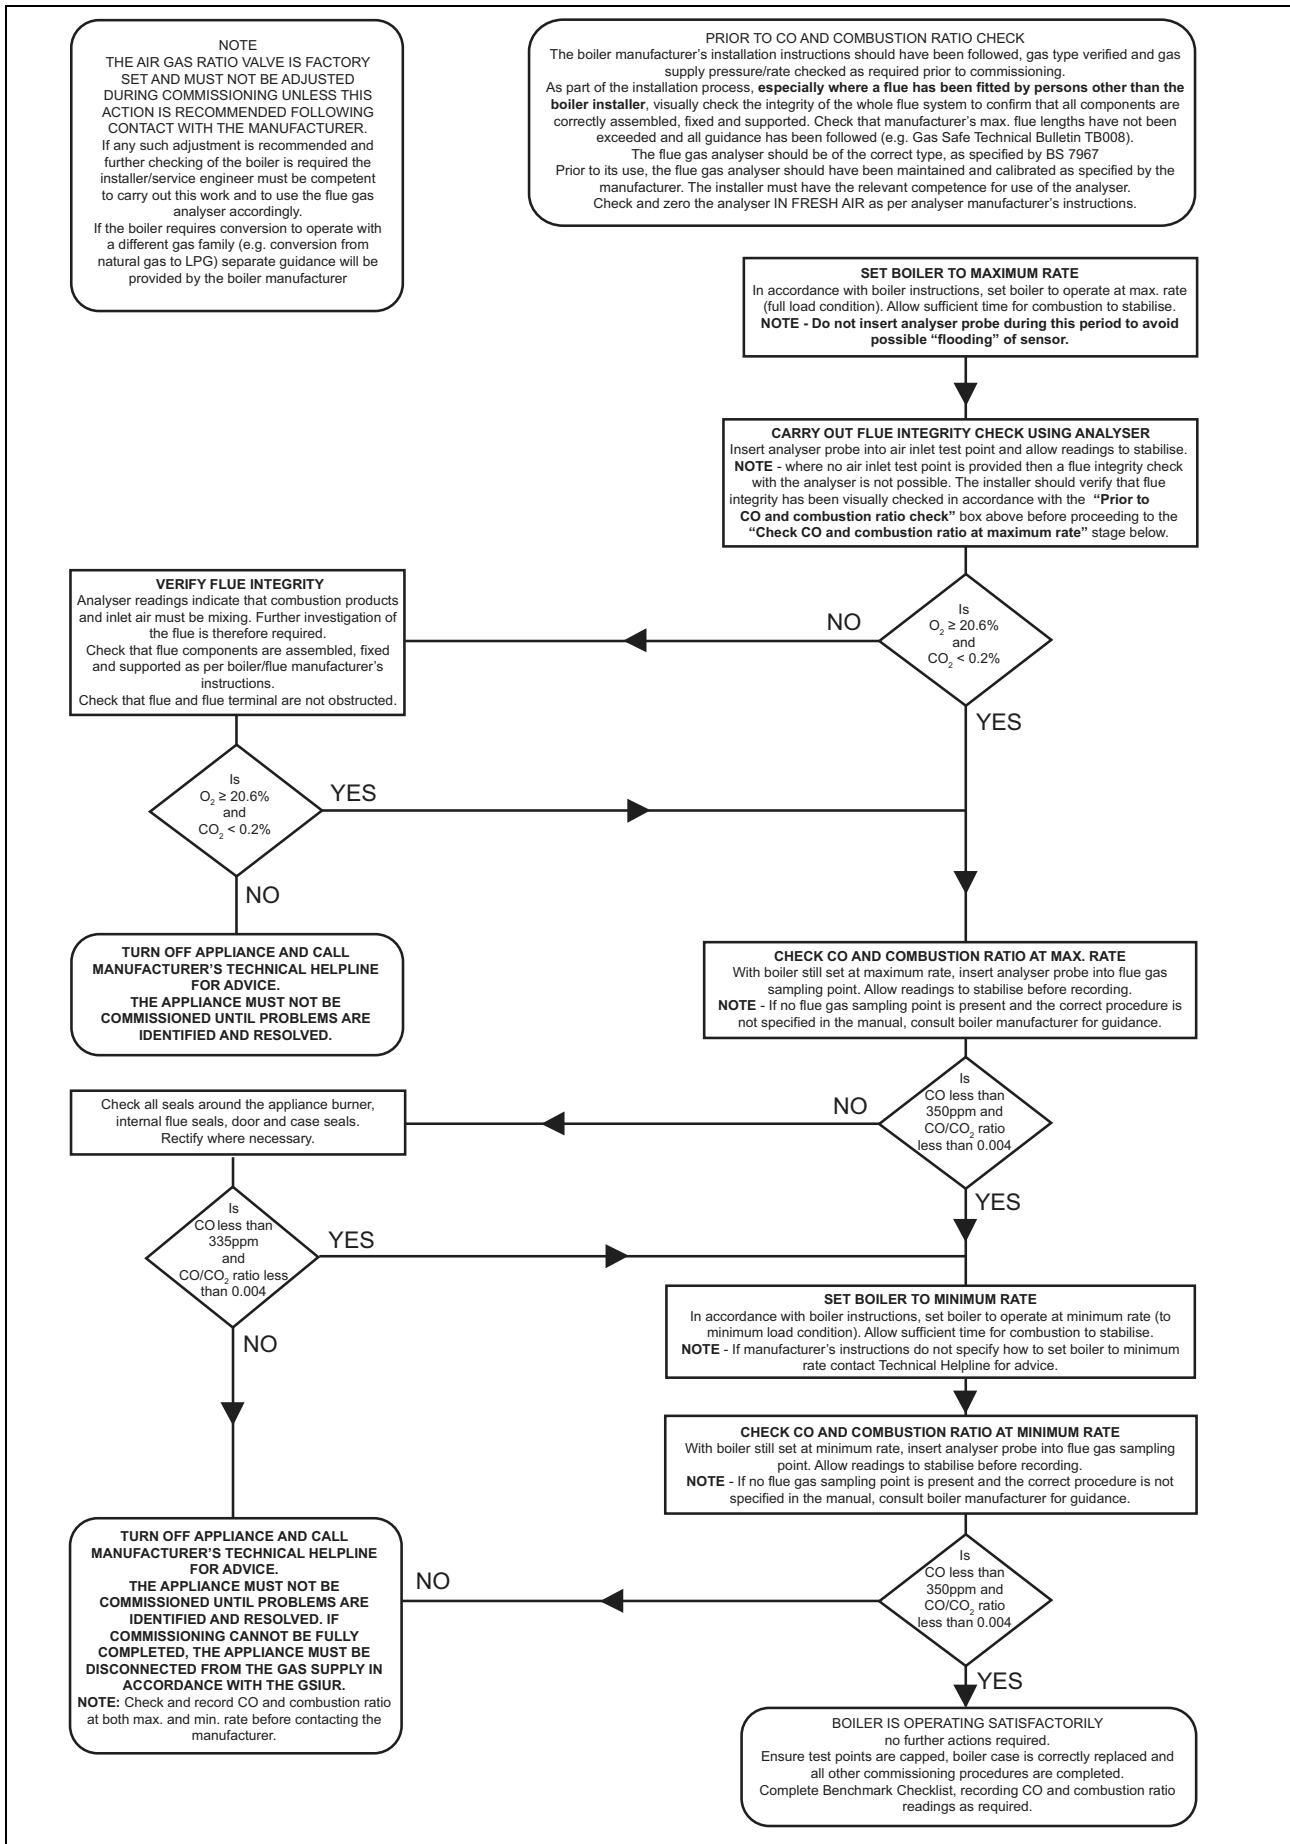 NOTE
THE AIR GAS RATIO VALVE IS FACTORY
SET AND MUST NOT BE ADJUSTED
DURING COMMISSIONING UNLESS THIS
ACTION IS RECOMMENDED FOLLOWING
CONTACT WITH THE MANUFACTURER.
If any such adjustment is recommended and
further checking of the boiler is required the
installer/service engineer must be competent
to carry out this work and to use the flue gas
analyser accordingly.
If the boiler requires conversion to operate with
a different gas family (e.g. conversion from
natural gas to LPG) separate guidance will be
provided by the boiler manufacturer
PRIOR TO CO AND COMBUSTION RATIO CHECK
The boiler manufacturer's installation instructions should have been followed, gas type verified and gas
supply pressure/rate checked as required prior to commissioning.
As part of the installation process, especially where a flue has been fitted by persons other than the
boiler installer, visually check the integrity of the whole flue system to confirm that all components are
correctly assembled, fixed and supported. Check that manufacturer's max. flue lengths have not been
exceeded and all guidance has been followed (e.g. Gas Safe Technical Bulletin TB008).
The flue gas analyser should be of the correct type, as specified by BS 7967
Prior to its use, the flue gas analyser should have been maintained and calibrated as specified by the
manufacturer. The installer must have the relevant competence for use of the analyser.
Check and zero the analyser IN FRESH AIR as per analyser manufacturer's instructions.
SET BOILER TO MAXIMUM RATE
In accordance with boiler instructions, set boiler to operate at max. rate
(full load condition). Allow sufficient time for combustion to stabilise.
NOTE - Do not insert analyser probe during this period to avoid
possible “flooding” of sensor.
CARRY OUT FLUE INTEGRITY CHECK USING ANALYSER
Insert analyser probe into air inlet test point and allow readings to stabilise.
NOTE - where no air inlet test point is provided then a flue integrity check
with the analyser is not possible. The installer should verify that flue
integrity has been visually checked in accordance with the “Prior to
CO and combustion ratio check” box above before proceeding to the
“Check CO and combustion ratio at maximum rate” stage below.
Is
O2 ≥ 20.6%
and
CO2 < 0.2%
NO
YES
VERIFY FLUE INTEGRITY
Analyser readings indicate that combustion products
and inlet air must be mixing. Further investigation of
the flue is therefore required.
Check that flue components are assembled, fixed
and supported as per boiler/flue manufacturer's
instructions.
Check that flue and flue terminal are not obstructed.
Is
O2 ≥ 20.6%
and
CO2 < 0.2%
YES
NO
TURN OFF APPLIANCE AND CALL
MANUFACTURER'S TECHNICAL HELPLINE
FOR ADVICE.
THE APPLIANCE MUST NOT BE
COMMISSIONED UNTIL PROBLEMS ARE
IDENTIFIED AND RESOLVED.
CHECK CO AND COMBUSTION RATIO AT MAX. RATE
With boiler still set at maximum rate, insert analyser probe into flue gas
sampling point. Allow readings to stabilise before recording.
NOTE - If no flue gas sampling point is present and the correct procedure is
not specified in the manual, consult boiler manufacturer for guidance.
Is
CO less than
350ppm and
CO/CO2 ratio
less than 0.004
NO
YES
Check all seals around the appliance burner,
internal flue seals, door and case seals.
Rectify where necessary.
Is
CO less than
335ppm
and
CO/CO2 ratio less
than 0.004
YES
NO
SET BOILER TO MINIMUM RATE
In accordance with boiler instructions, set boiler to operate at minimum rate (to
minimum load condition). Allow sufficient time for combustion to stabilise.
NOTE - If manufacturer's instructions do not specify how to set boiler to minimum
rate contact Technical Helpline for advice.
CHECK CO AND COMBUSTION RATIO AT MINIMUM RATE
With boiler still set at minimum rate, insert analyser probe into flue gas sampling
point. Allow readings to stabilise before recording.
NOTE - If no flue gas sampling point is present and the correct procedure is not
specified in the manual, consult boiler manufacturer for guidance.
Is
CO less than
350ppm and
CO/CO2 ratio
less than 0.004
NO
YES
TURN OFF APPLIANCE AND CALL
MANUFACTURER'S TECHNICAL HELPLINE
FOR ADVICE.
THE APPLIANCE MUST NOT BE
COMMISSIONED UNTIL PROBLEMS ARE
IDENTIFIED AND RESOLVED. IF
COMMISSIONING CANNOT BE FULLY
COMPLETED, THE APPLIANCE MUST BE
DISCONNECTED FROM THE GAS SUPPLY IN
ACCORDANCE WITH THE GSIUR.
NOTE: Check and record CO and combustion ratio
at both max. and min. rate before contacting the
manufacturer.
BOILER IS OPERATING SATISFACTORILY
no further actions required.
Ensure test points are capped, boiler case is correctly replaced and
all other commissioning procedures are completed.
Complete Benchmark Checklist, recording CO and combustion ratio
readings as required.